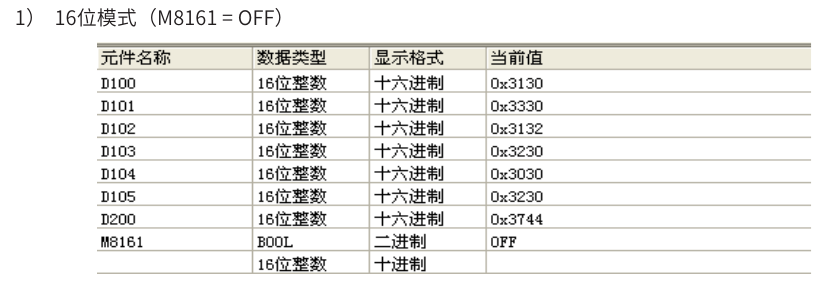 1） 16位模式（M8161 = OFF）
元件名称 数据类型 显示格式 当前值
D100 16位整数 十六进制 0x3130
D101 16位整数 十六进制 0x3330
D102 16位整数 十六进制 0x3132
D103 16位整数 十六进制 0x3230
D104 16位整数 十六进制 0x3030
D105 16位整数 十六进制 0x3230
D200 16位整数 十六进制 0x3744
M8161 BOOL 二进制 OFF
16位整数 十进制